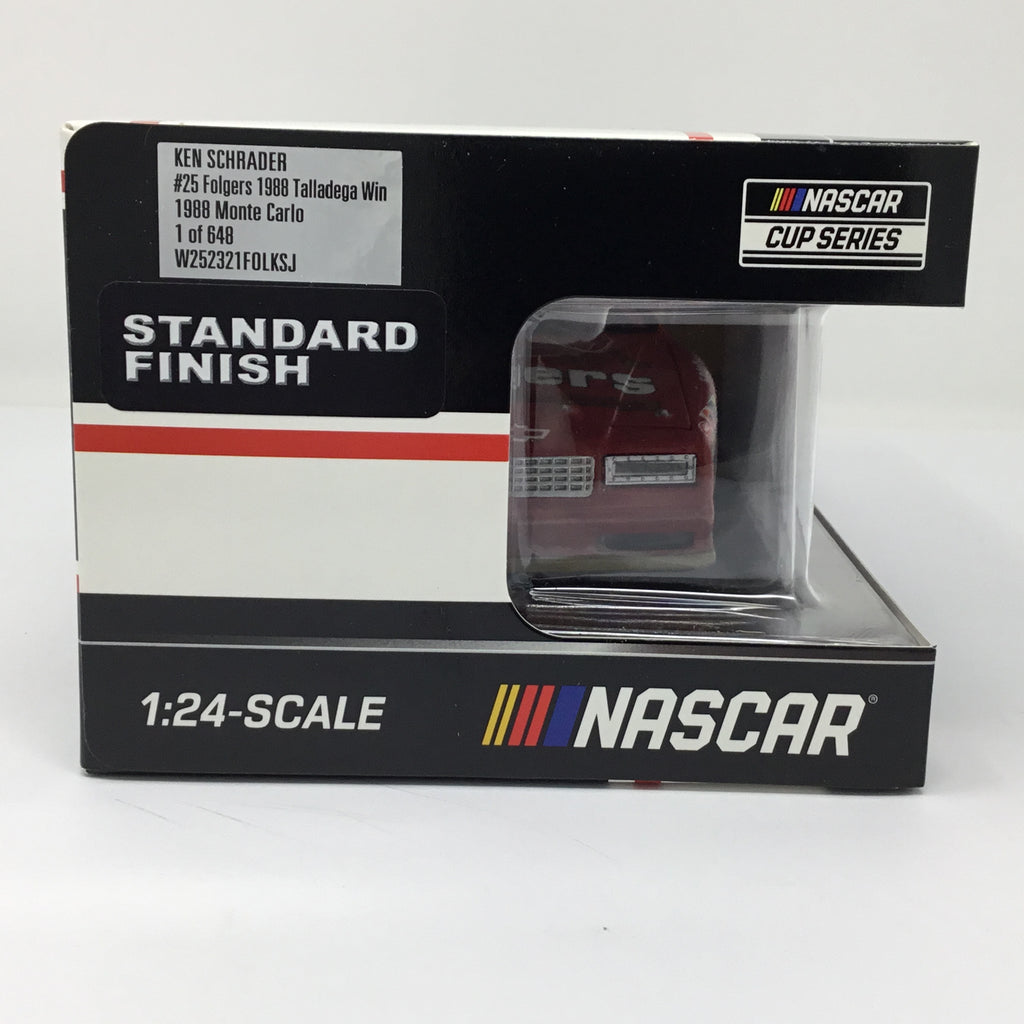 KEN SCHRADER
#25 Folgers 1988 Talladega Win
1988 Monte Carlo
1 of 648
W252321FOLKSJ
NASCAR
CUP SERIES
STANDARD
FINISH
ers
1:24-SCALE
NASCAR®